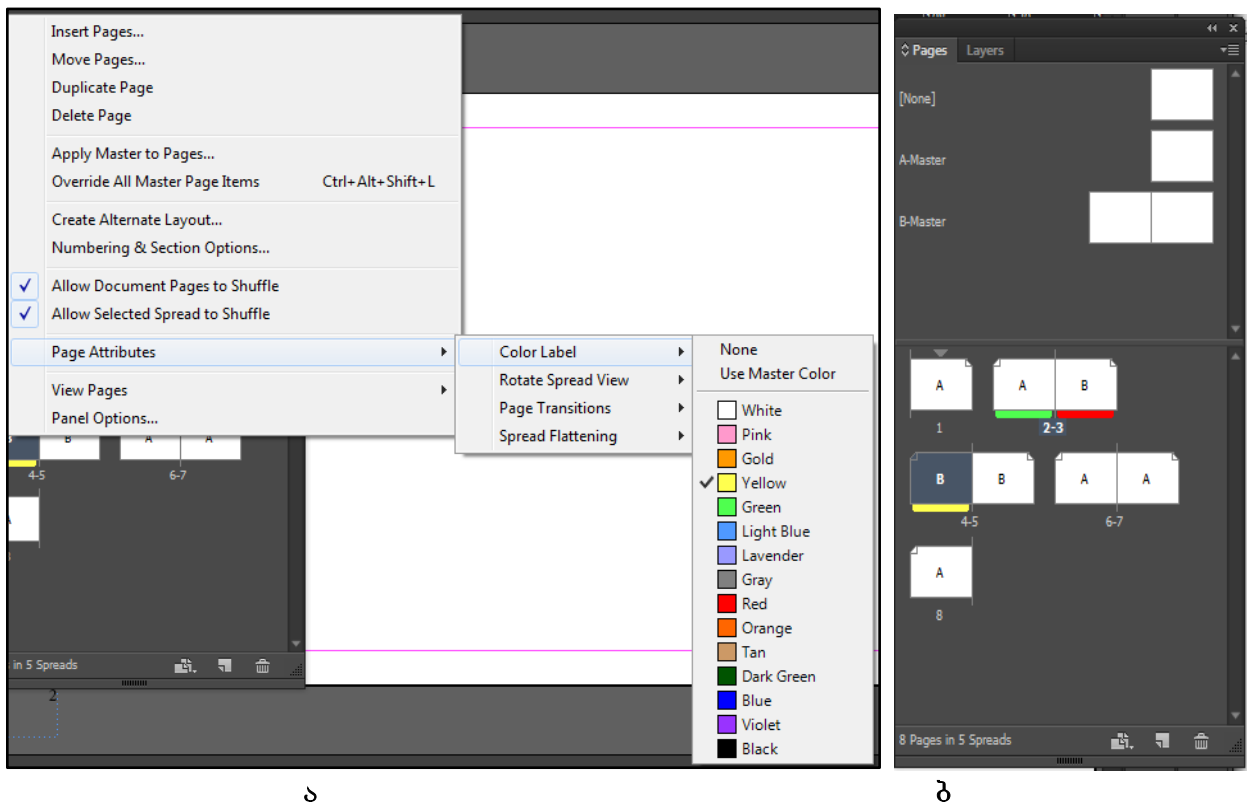 Insert Pages...
Move Pages...
Duplicate Page
Delete Page
Apply Master to Pages...
Override All Master Page Items Ctrl+Alt+Shift+L
Create Alternate Layout...
Numbering & Section Options...
Allow Document Pages to Shuffle
Allow Selected Spread to Shuffle
Page Attributes
View Pages
Panel Options...
Color Label
Rotate Spread View
Page Transitions
Spread Flattening
None
Use Master Color
White
Pink
Gold
Yellow
Green
Light Blue
Lavender
Gray
Red
Orange
Tan
Dark Green
Blue
Violet
Black
B A A
4-5 6-7
in 5 Spreads
2
ა
Pages Layers
[None]
A-Master
B-Master
A A B
1 2-3
B B A A
4-5 6-7
A
8
8 Pages in 5 Spreads
ბ